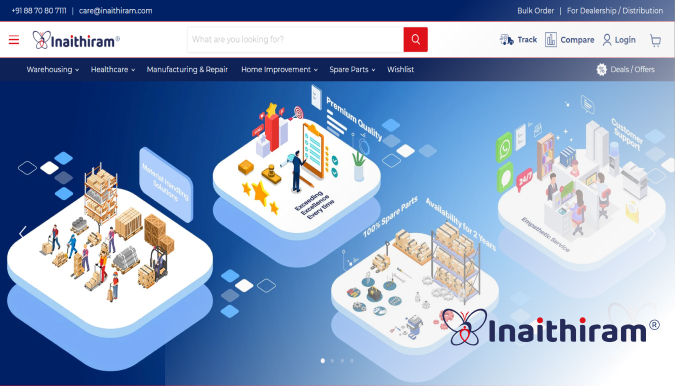 +91 88 70 80 7111 | care@inaithiram.com
Bulk Order | For Dealership / Distribution
Inaithiram®
What are you looking for?
Track
Compare
Login
Warehousing
Healthcare
Manufacturing & Repair
Home Improvement
Spare Parts
Wishlist
Deals / Offers
Premium Quality
Material Handling
Solutions
Exceeding
Excellence
Every time
Customer
Support
24/7
Empathetic Service
100% Spare Parts
Availability for 2 Years
Inaithiram®